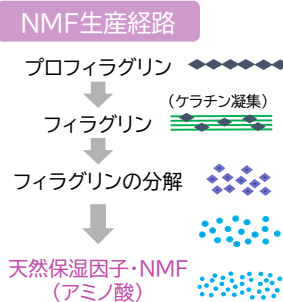 NMF生産経路
プロフィラグリン
（ケラチン凝集）
フィラグリン
フィラグリンの分解
天然保湿因子・NMF
（アミノ酸）